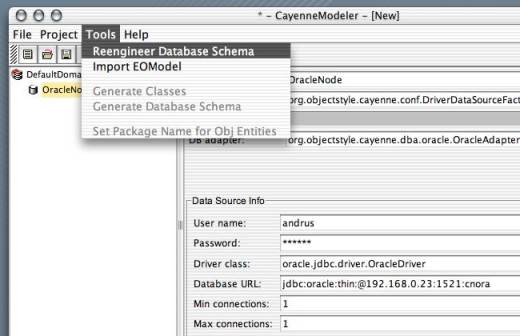 * - CayenneModeler - [New]
File Project Tools Help
Reengineer Database Schema
Import EOModel
Generate Classes
Generate Database Schema
Set Package Name for Obj Entities
DefaultDoma
OracleNo
OracleNode
org.objectstyle.cayenne.conf.DriverDataSourceFact
DB adapter: org.objectstyle.cayenne.dba.oracle.OracleAdapter
Data Source Info
User name: andrus
Password: ******
Driver class: oracle.jdbc.driver.OracleDriver
Database URL: jdbc:oracle:thin:@192.168.0.23:1521:cnora
Min connections: 1
Max connections: 1